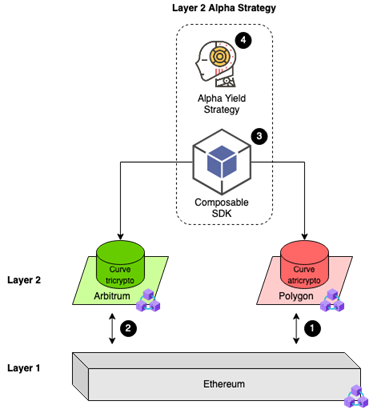 Layer 2 Alpha Strategy
4
Alpha Yield
Strategy
3
Composable
SDK
Curve
tricrypto
Arbitrum
Curve
atricrypto
Polygon
Layer 2
2
1
Layer 1
Ethereum